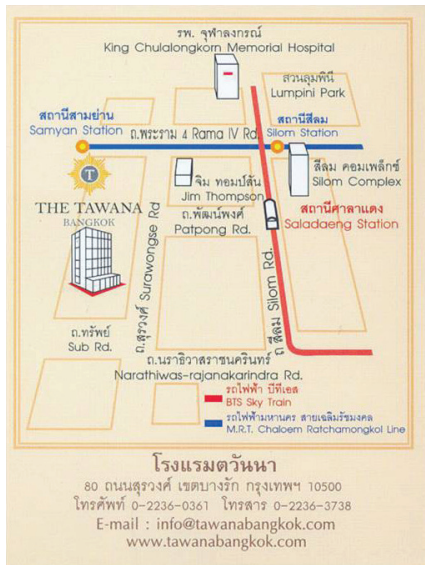 รพ. จุฬาลงกรณ์
King Chulalongkorn Memorial Hospital
สวนลุมพินี
Lumpini Park
สถานีสามย่าน
Samyan Station
ถ.พระราม 4 Rama IV Rd.
สถานีสีลม
Silom Station
T
จิม ทอมป์สัน
Jim Thompson
สีลม คอมเพล็กซ์
Silom Complex
THE TAWANA
BANGKOK
ถ.พัฒน์พงศ์
Patpong Rd.
สถานีศาลาแดง
Saladaeng Station
ถ.สุรวงศ์ Surawongse Rd
ถ สีลม Silom Rd.
ถ.ทรัพย์
Sub Rd.
ถ.นราธิวาสราชนครินทร์
Narathiwas-rajanakarindra Rd.
รถไฟฟ้า บีทีเอส
BTS Sky Train
รถไฟฟ้ามหานคร สายเฉลิมรัชมงคล
M.R.T. Chaloem Ratchamongkol Line
โรงแรมตวันนา
80 ถนนสุรวงศ์ เขตบางรัก กรุงเทพฯ 10500
โทรศัพท์ 0-2236-0361 โทรสาร 0-2236-3738
E-mail : info@tawanabangkok.com
www.tawanabangkok.com